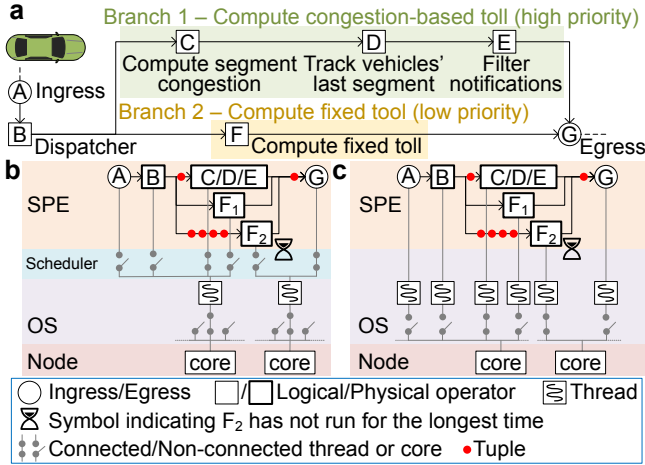 a
Branch 1 – Compute congestion-based toll (high priority)
C
D
E
Compute segment
congestion
Track vehicles'
last segment
Filter
notifications
A
Ingress
Branch 2 – Compute fixed tool (low priority)
B
Dispatcher
F
Compute fixed toll
G
Egress
b
SPE
A
B
C/D/E
G
F1
F2
Scheduler
OS
Node
core
core
c
SPE
A
B
C/D/E
G
F1
F2
OS
Node
core
core
Ingress/Egress
/ Logical/Physical operator
Thread
Symbol indicating F2 has not run for the longest time
Connected/Non-connected thread or core
Tuple